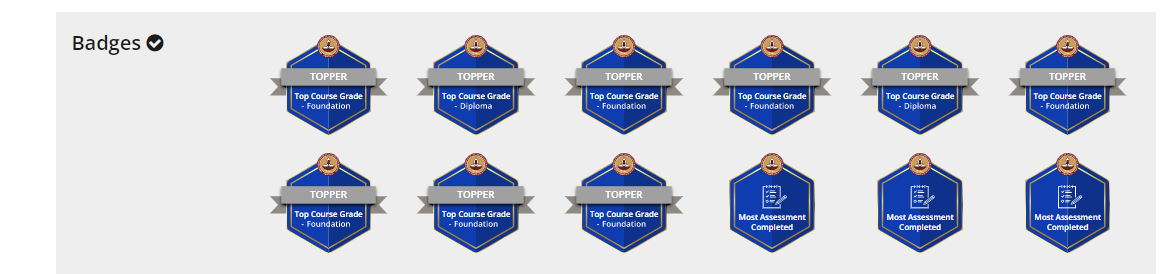 Badges
TOPPER TOPPER TOPPER TOPPER TOPPER TOPPER
Top Course Grade Top Course Grade Top Course Grade Top Course Grade Top Course Grade Top Course Grade
- Foundation - Diploma - Foundation - Foundation - Diploma - Foundation
TOPPER TOPPER TOPPER
Top Course Grade Top Course Grade Top Course Grade Most Assessment Most Assessment Most Assessment
- Foundation - Foundation - Foundation Completed Completed Completed